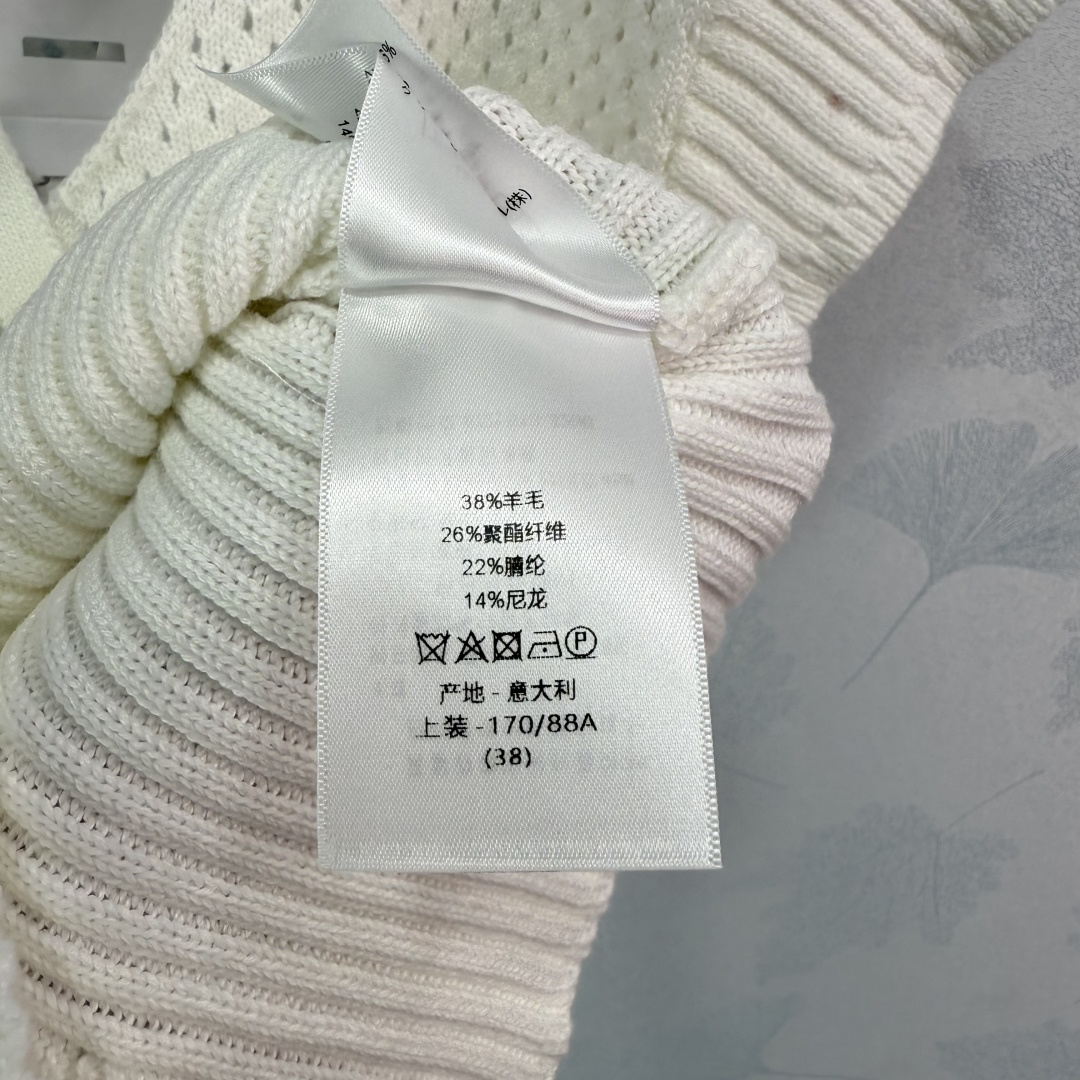 (株)
38%羊毛
26%聚酯纤维
22%腈纶
14%尼龙
P
产地 - 意大利
上装 -170/88A
(38)